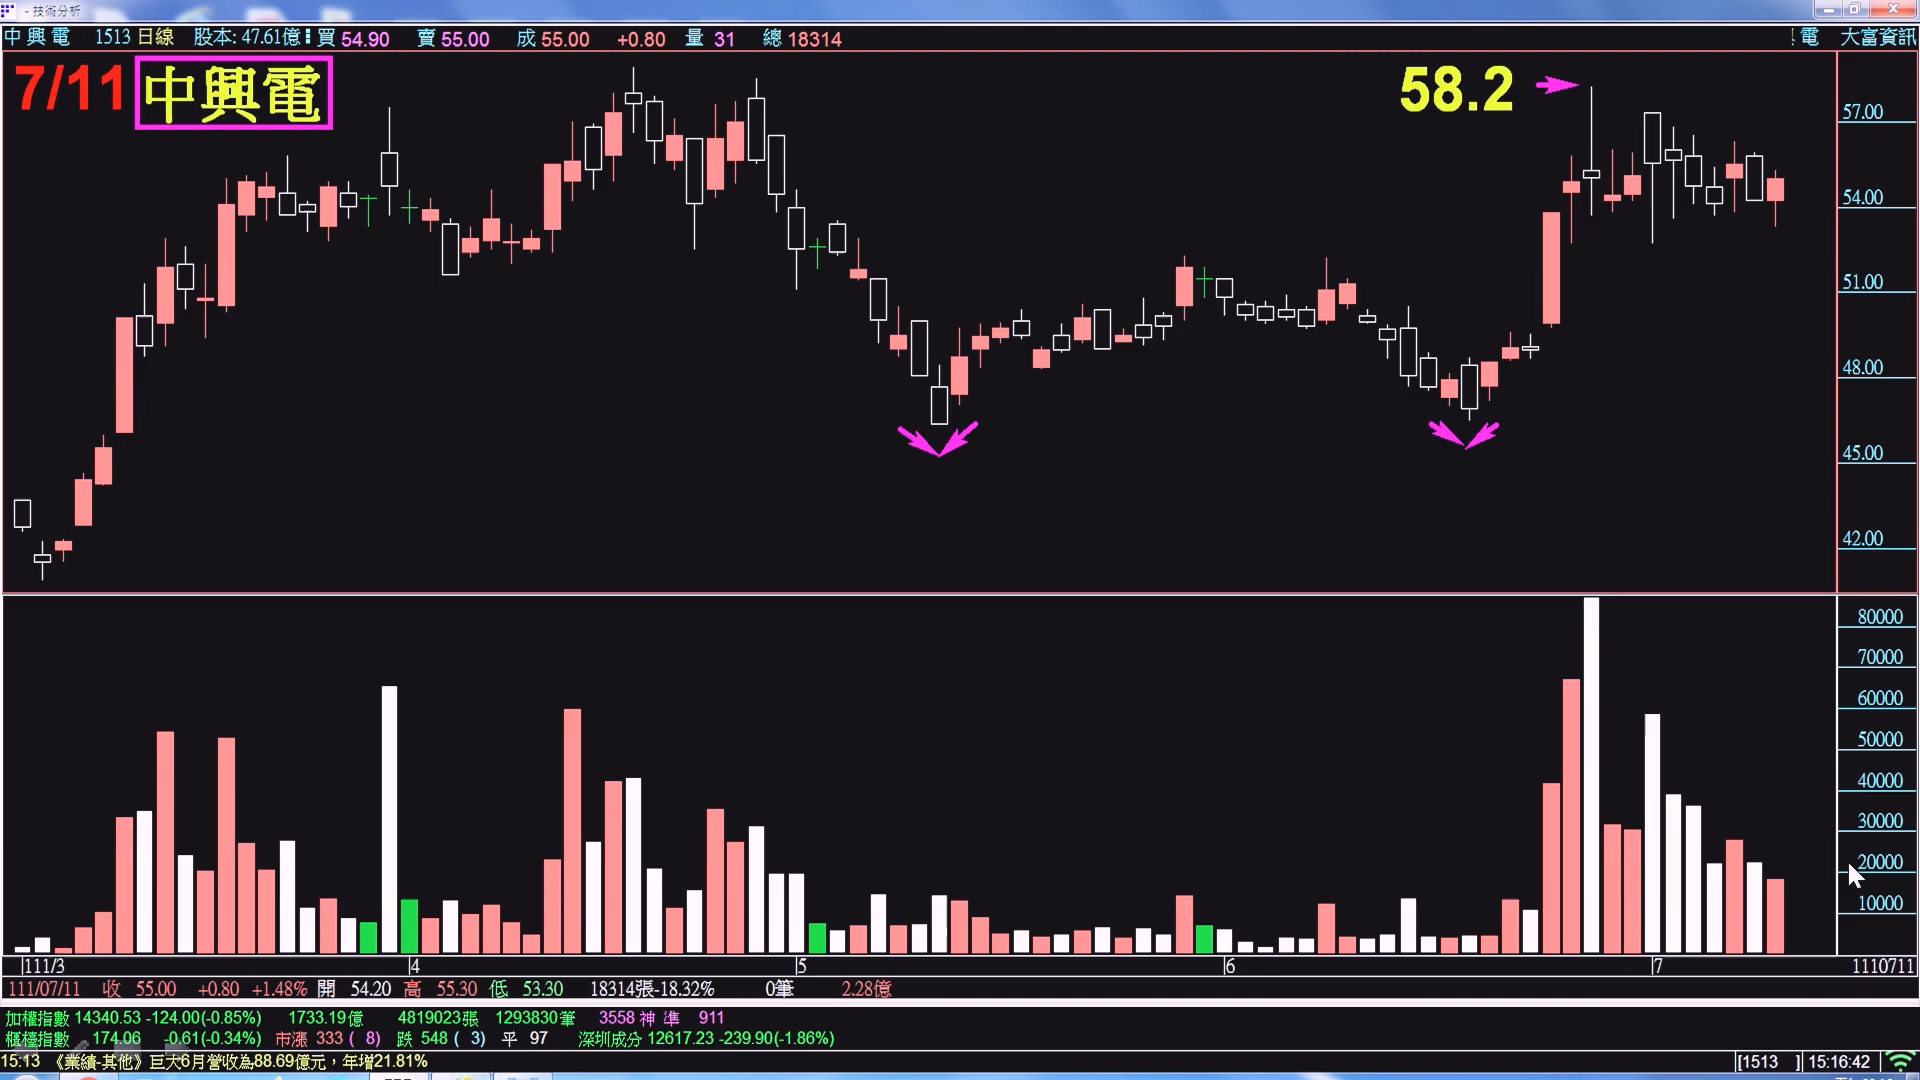 - 技術分析
中興電 1513 日線 股本: 47.61億 買 54.90 賣 55.00 成 55.00 +0.80 量 31 總 18314 電 大富資訊
7/11 中興電
58.2
57.00
54.00
51.00
48.00
45.00
42.00
80000
70000
60000
50000
40000
30000
20000
10000
111/3 4 5 6 7 1110711
111/07/11 收 55.00 +0.80 +1.48% 開 54.20 高 55.30 低 53.30 18314張-18.32% 0筆 2.28億
加權指數 14340.53 -124.00(-0.85%) 1733.19億 4819023張 1293830筆 3558 神 準 911
櫃檯指數 174.06 -0.61(-0.34%) 市漲 333 ( 8) 跌 548 ( 3) 平 97 深圳成分 12617.23 -239.90(-1.86%)
15:13 《業績-其他》巨大6月營收為88.69億元，年增21.81% [1513 ] 15:16:42